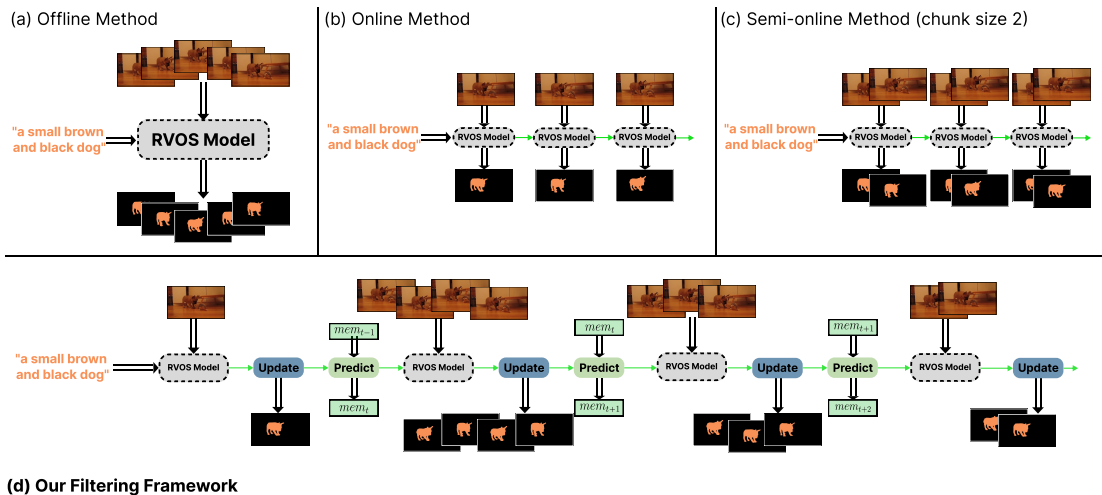 (a) Offline Method
"a small brown
and black dog"
RVOS Model
(b) Online Method
"a small brown
and black dog"
RVOS Model
RVOS Model
RVOS Model
(c) Semi-online Method (chunk size 2)
"a small brown
and black dog"
RVOS Model
RVOS Model
RVOS Model
"a small brown
and black dog"
RVOS Model
Update
mem_{t-1}
Predict
mem_t
RVOS Model
Update
mem_t
Predict
mem_{t+1}
RVOS Model
Update
mem_{t+1}
Predict
mem_{t+2}
RVOS Model
Update
(d) Our Filtering Framework